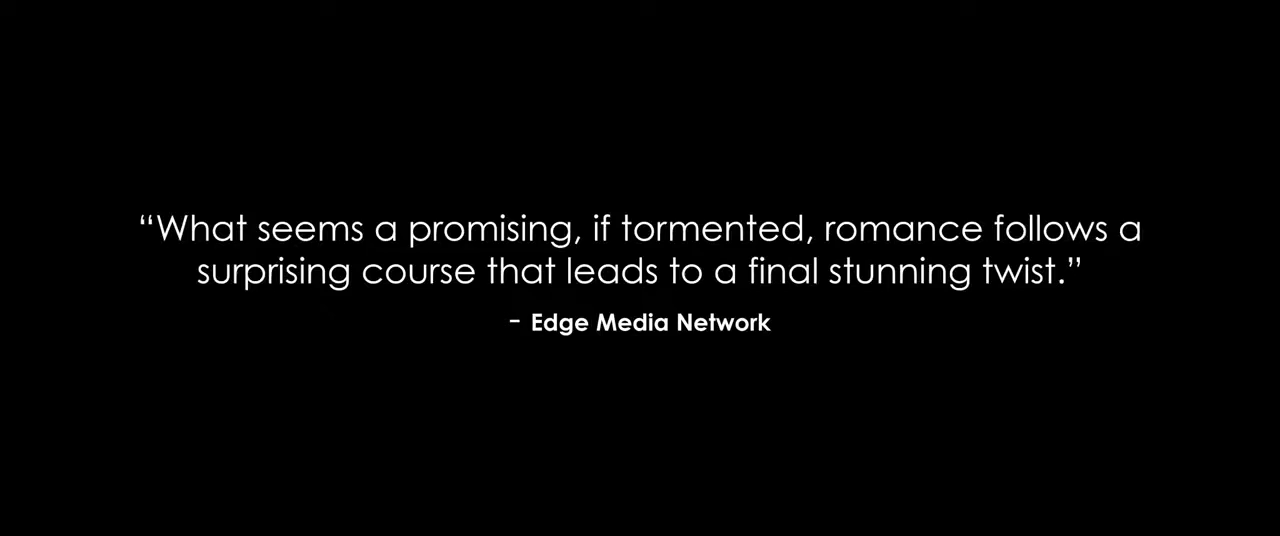 “What seems a promising, if tormented, romance follows a
surprising course that leads to a final stunning twist.”
- Edge Media Network